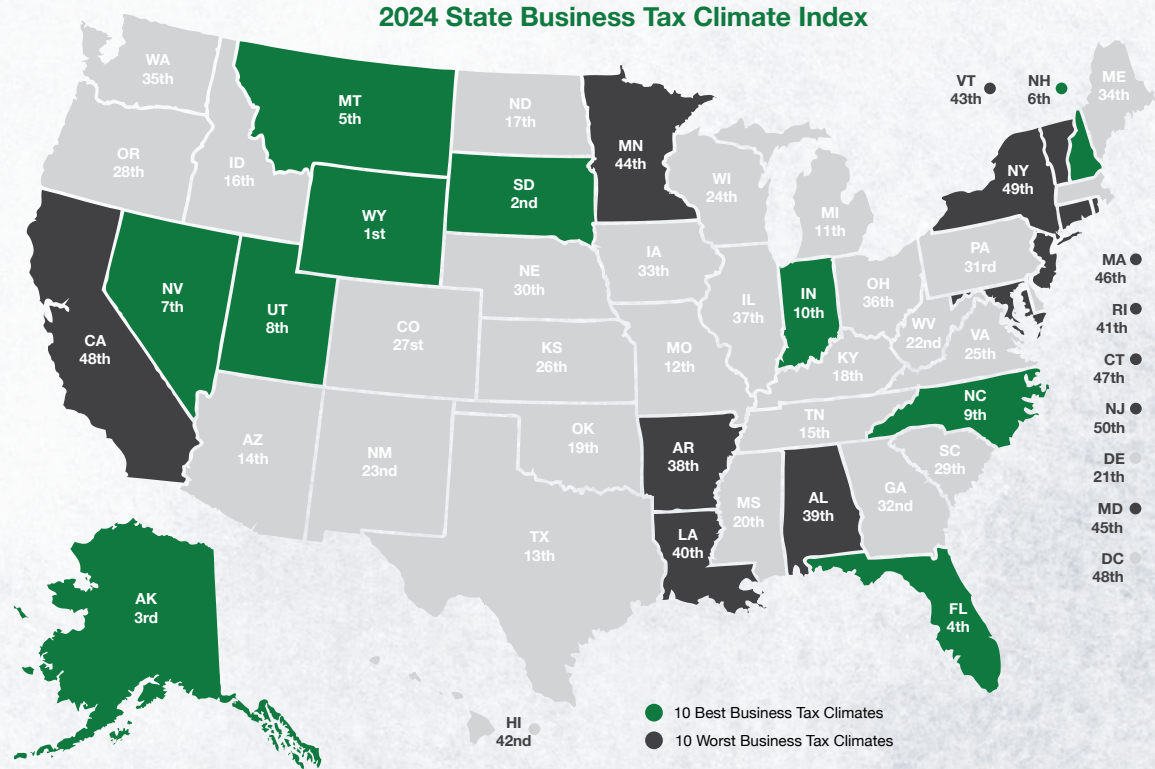 2024 State Business Tax Climate Index
WA
35th
MT
5th
ND
17th
MN
44th
VT
43th
NH
6th
ME
34th
OR
28th
ID
16th
SD
2nd
WI
24th
NY
49th
WY
1st
MI
11th
IA
33th
PA
31rd
MA
46th
NV
7th
UT
8th
NE
30th
IL
37th
IN
10th
OH
36th
RI
41th
CA
48th
CO
27st
KS
26th
MO
12th
WV
22nd
VA
25th
KY
18th
CT
47th
NC
9th
NJ
50th
TN
15th
AZ
14th
NM
23nd
OK
19th
AR
38th
SC
29th
DE
21th
MS
20th
AL
39th
GA
32nd
MD
45th
TX
13th
LA
40th
DC
48th
AK
3rd
FL
4th
HI
42nd
10 Best Business Tax Climates
10 Worst Business Tax Climates